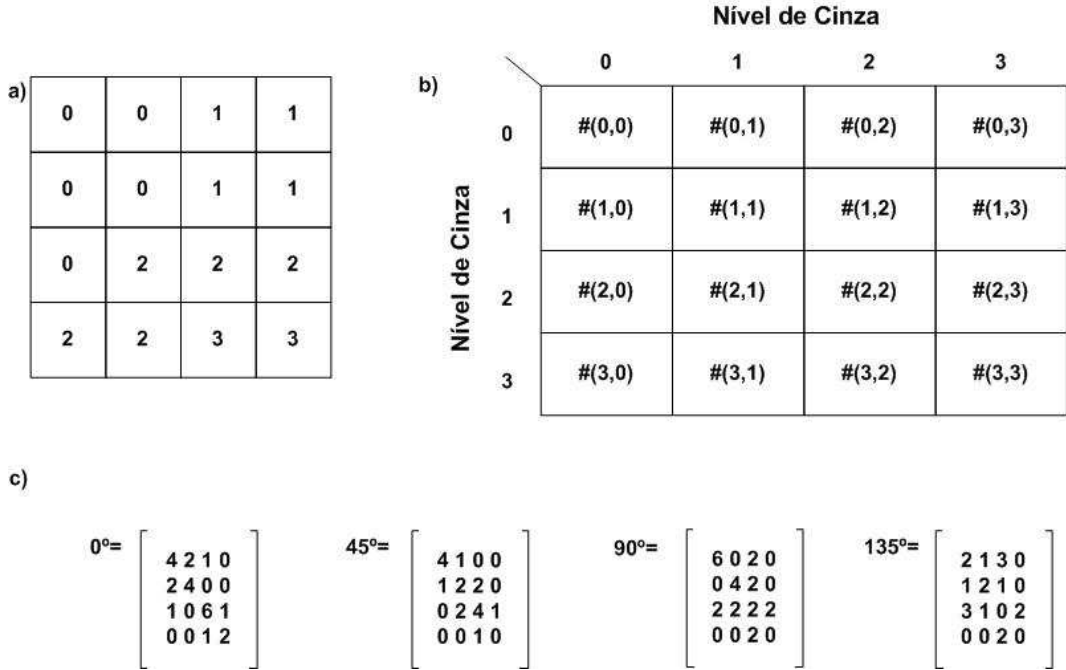 a)
0 0 1 1
0 0 1 1
0 2 2 2
2 2 3 3
b)
Nível de Cinza
0 1 2 3
Nível de Cinza
0 #(0,0) #(0,1) #(0,2) #(0,3)
1 #(1,0) #(1,1) #(1,2) #(1,3)
2 #(2,0) #(2,1) #(2,2) #(2,3)
3 #(3,0) #(3,1) #(3,2) #(3,3)
c)
0º=
4 2 1 0
2 4 0 0
1 0 6 1
0 0 1 2
45º=
4 1 0 0
1 2 2 0
0 2 4 1
0 0 1 0
90º=
6 0 2 0
0 4 2 0
2 2 2 2
0 0 2 0
135º=
2 1 3 0
1 2 1 0
3 1 0 2
0 0 2 0